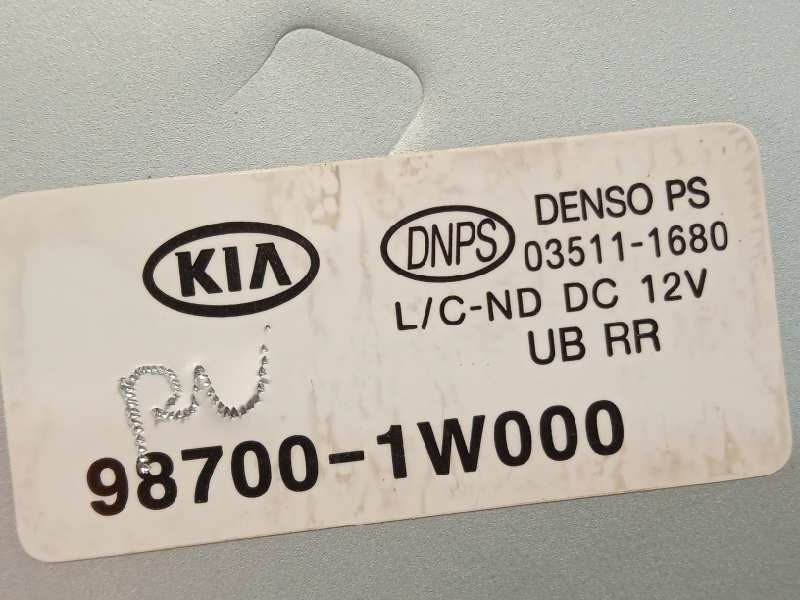 KIA
DNPS
DENSO PS
03511-1680
L/C-ND DC 12V
UB RR
98700-1W000